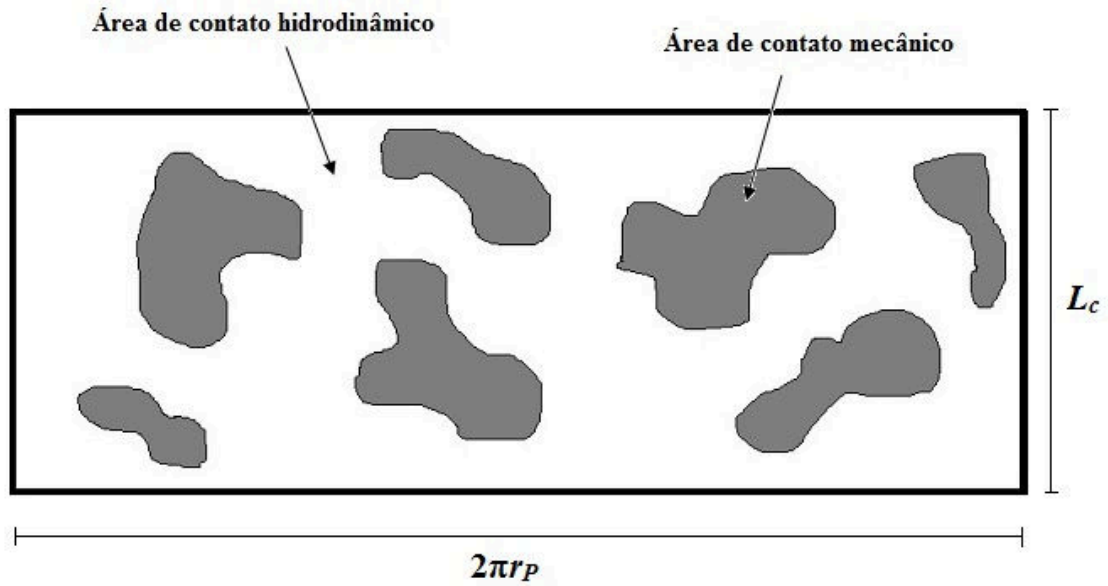 Área de contato hidrodinâmico
Área de contato mecânico
Lc
2πrP